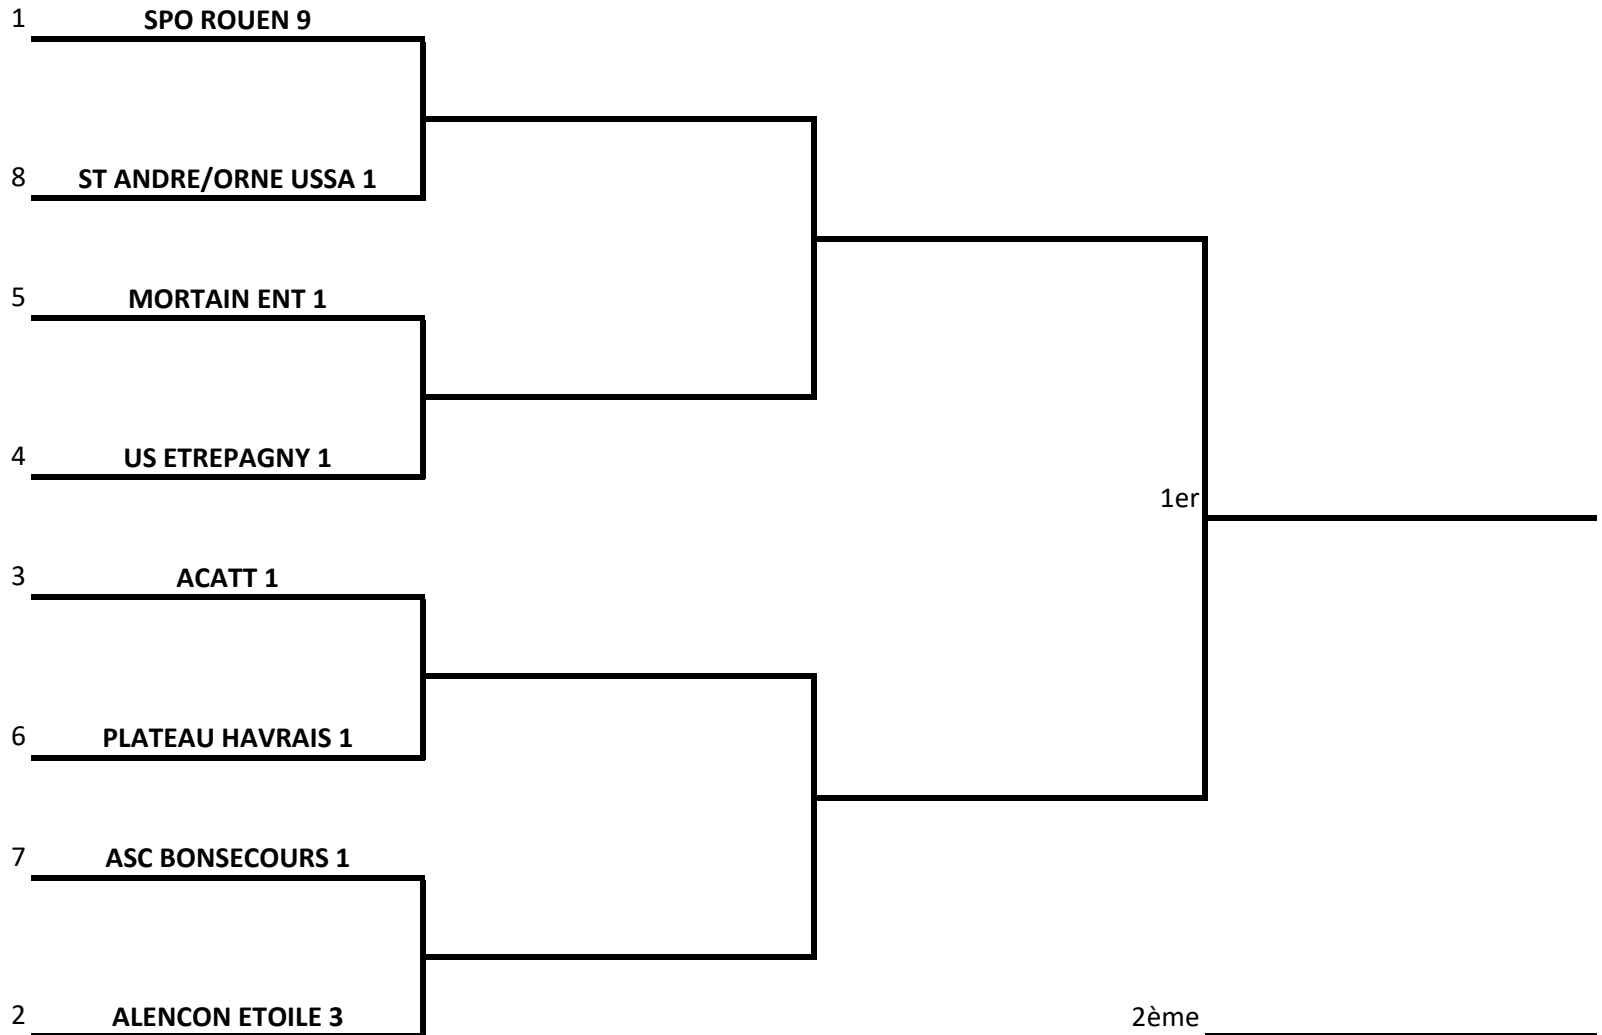 1 SPO ROUEN 9
8 ST ANDRE/ORNE USSA 1
5 MORTAIN ENT 1
4 US ETREPAGNY 1
1er
3 ACATT 1
6 PLATEAU HAVRAIS 1
7 ASC BONSECOURS 1
2 ALENCON ETOILE 3
2ème